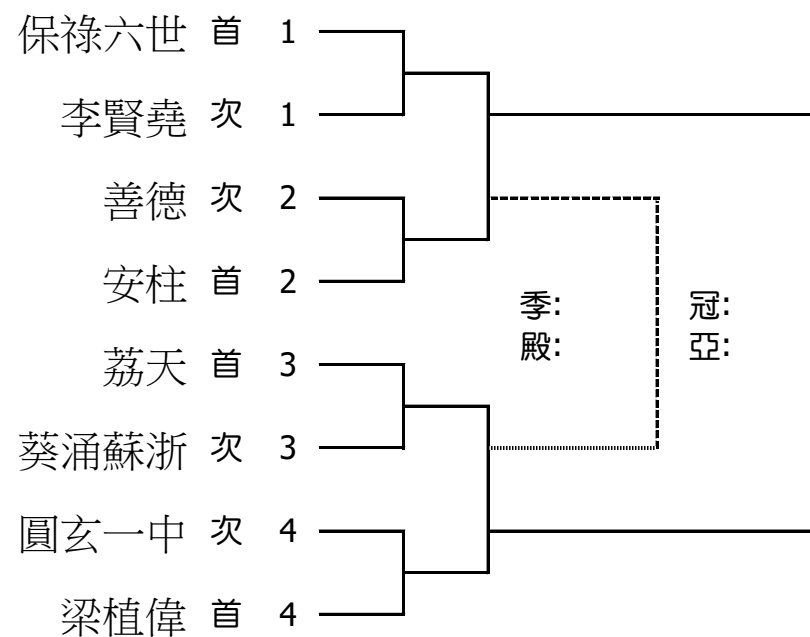 保祿六世 首 1
李賢堯 次 1
善德 次 2
安柱 首 2
季: 冠:
殿: 亞:
荔天 首 3
葵涌蘇浙 次 3
圓玄一中 次 4
梁植偉 首 4